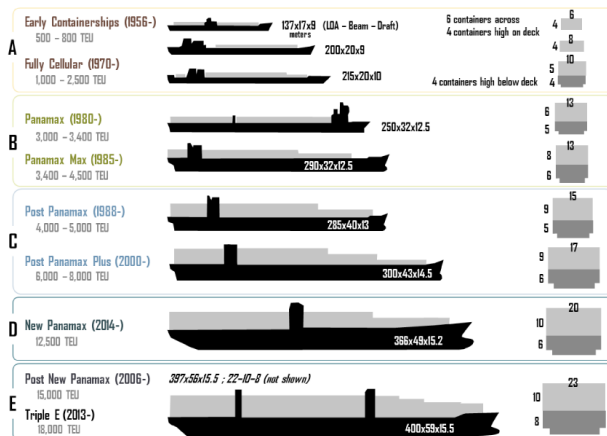 Early Containerships (1956-)
500 – 800 TEU
137x17x9 (LOA – Beam – Draft)
meters
200x20x9
6 containers across
4 containers high on deck
6
4
8
4
A
Fully Cellular (1970-)
1,000 – 2,500 TEU
215x20x10
4 containers high below deck
10
5
4
B
Panamax (1980-)
3,000 – 3,400 TEU
250x32x12.5
13
6
5
Panamax Max (1985-)
3,400 – 4,500 TEU
290x32x12.5
13
8
6
C
Post Panamax (1988-)
4,000 – 5,000 TEU
285x40x13
15
9
5
Post Panamax Plus (2000-)
6,000 – 8,000 TEU
300x43x14.5
17
9
6
D
New Panamax (2014-)
12,500 TEU
366x49x15.2
20
10
6
E
Post New Panamax (2006-)
15,000 TEU
397x56x15.5 ; 22-10-8 (not shown)
Triple E (2013-)
18,000 TEU
400x59x15.5
23
10
8